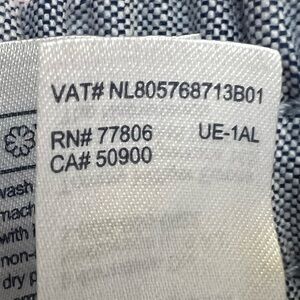 VAT# NL805768713B01
RN# 77806 UE-1AL
CA# 50900
wash
mach
with l
non-
dry p